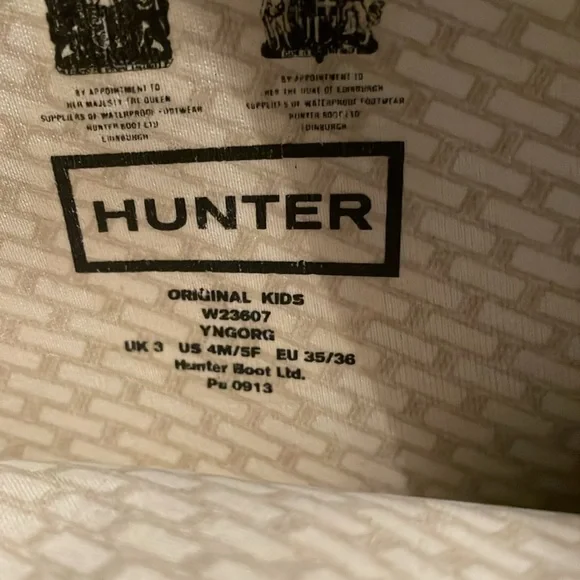 BY APPOINTMENT TO
HER MAJESTY THE QUEEN
SUPPLIERS OF WATERPROOF FOOTWEAR
HUNTER BOOT LTD
EDINBURGH
BY APPOINTMENT TO
HRH THE DUKE OF EDINBURGH
SUPPLIERS OF WATERPROOF FOOTWEAR
HUNTER BOOT LTD
EDINBURGH
HUNTER
ORIGINAL KIDS
W23607
YNGORG
UK 3 US 4M/5F EU 35/36
Hunter Boot Ltd.
Pu 0913